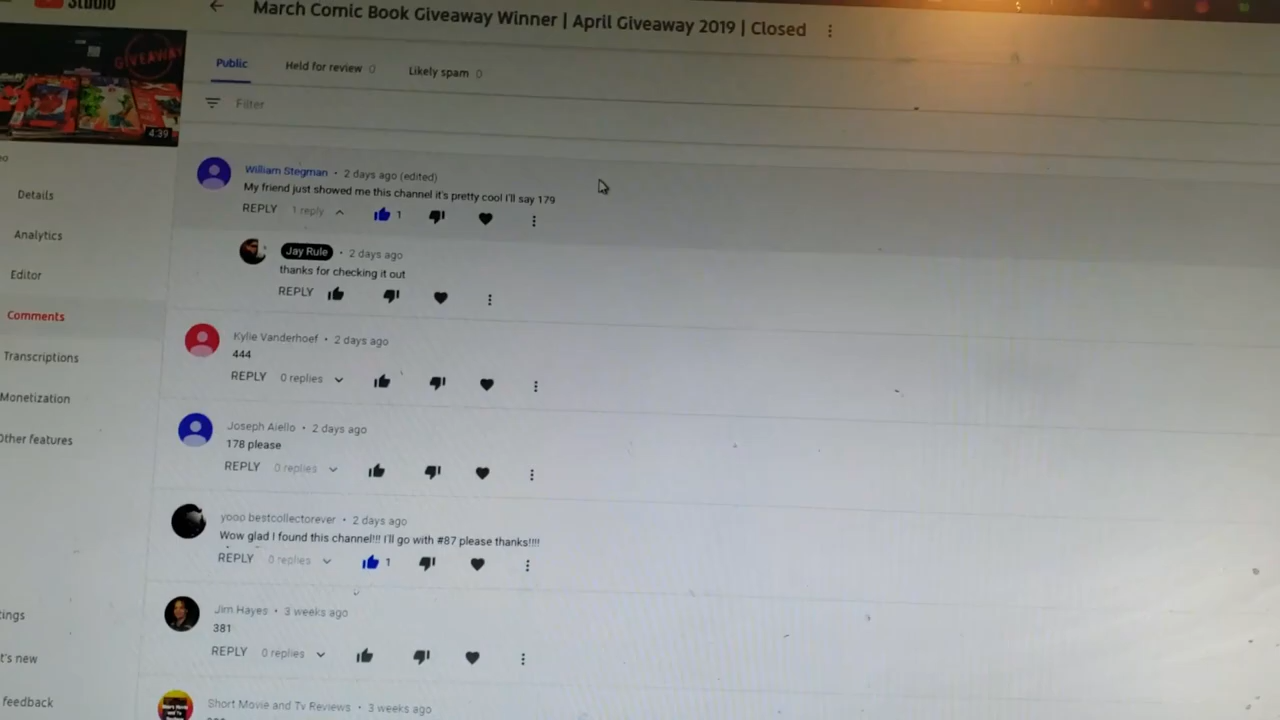 Studio
March Comic Book Giveaway Winner | April Giveaway 2019 | Closed
GIVEAWAY
4:39
Public
Held for review 0
Likely spam 0
Filter
Details
Analytics
Editor
Comments
Transcriptions
Monetization
Other features
William Stegman • 2 days ago (edited)
My friend just showed me this channel it's pretty cool I'll say 179
REPLY 1 reply 1
Jay Rule • 2 days ago
thanks for checking it out
REPLY
Kylie Vanderhoef • 2 days ago
444
REPLY 0 replies
Joseph Aiello • 2 days ago
178 please
REPLY 0 replies
yoop bestcollectorever • 2 days ago
Wow glad I found this channel!!! I'll go with #87 please thanks!!!!
REPLY 0 replies 1
Jim Hayes • 3 weeks ago
381
REPLY 0 replies
Short Movie and Tv Reviews • 3 weeks ago
tings
t's new
feedback